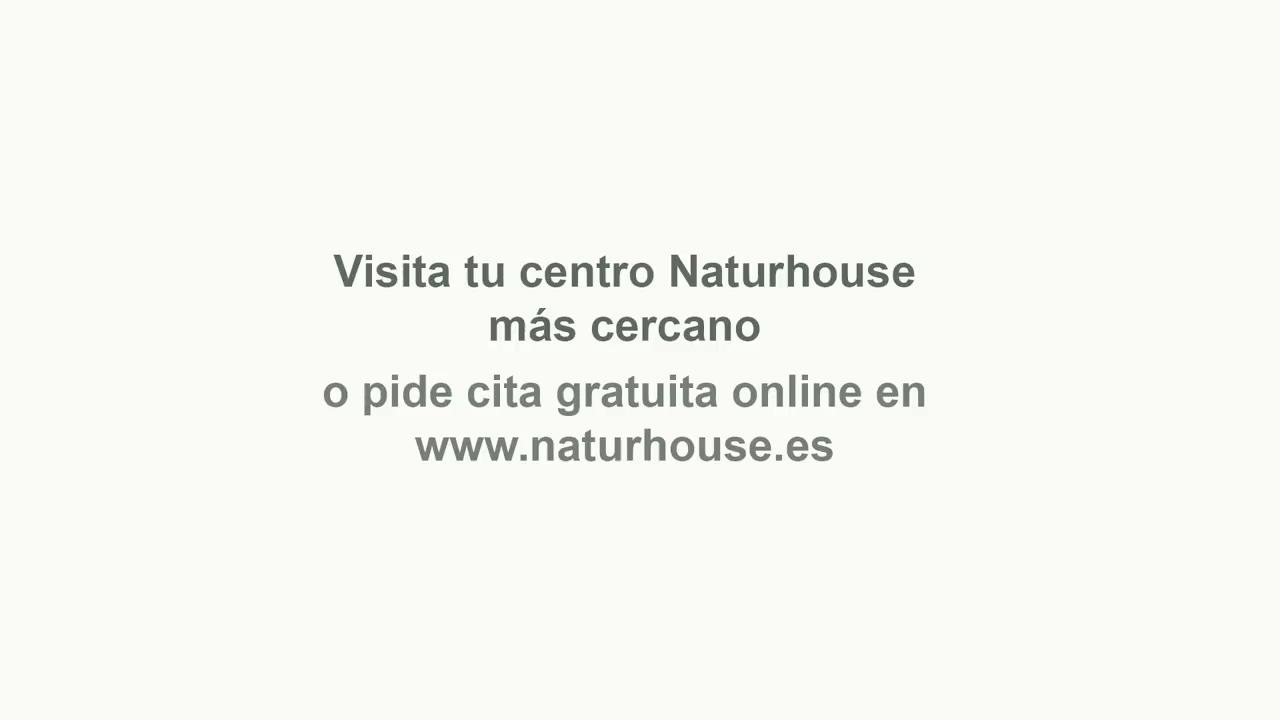 Visita tu centro Naturhouse
más cercano
o pide cita gratuita online en
www.naturhouse.es